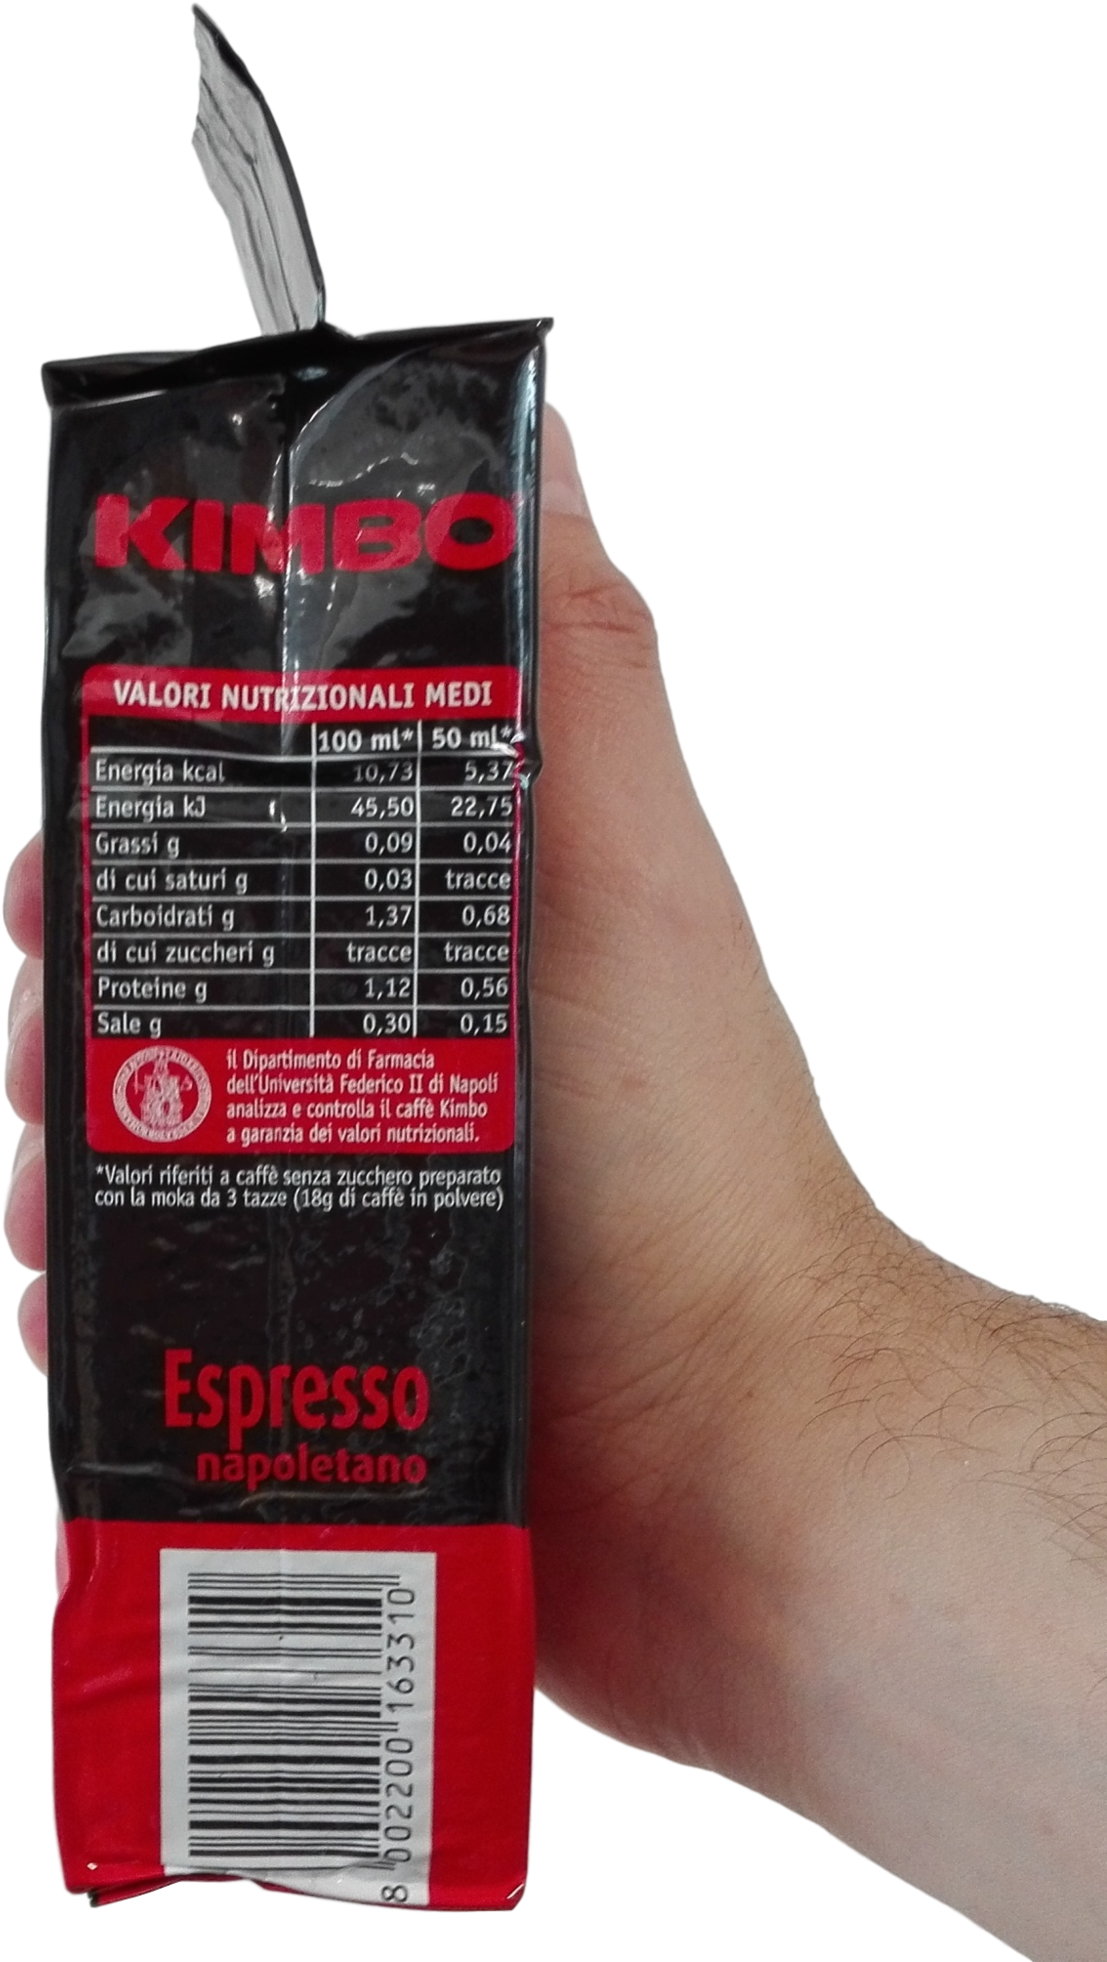 KIMBO
VALORI NUTRIZIONALI MEDI
100 ml* 50 ml*
Energia kcal 10,73 5,37
Energia kJ 45,50 22,75
Grassi g 0,09 0,04
di cui saturi g 0,03 tracce
Carboidrati g 1,37 0,68
di cui zuccheri g tracce tracce
Proteine g 1,12 0,56
Sale g 0,30 0,15
il Dipartimento di Farmacia
dell'Università Federico II di Napoli
analizza e controlla il caffè Kimbo
a garanzia dei valori nutrizionali.
*Valori riferiti a caffè senza zucchero preparato
con la moka da 3 tazze (18g di caffè in polvere)
Espresso
napoletano
8 002200 163310